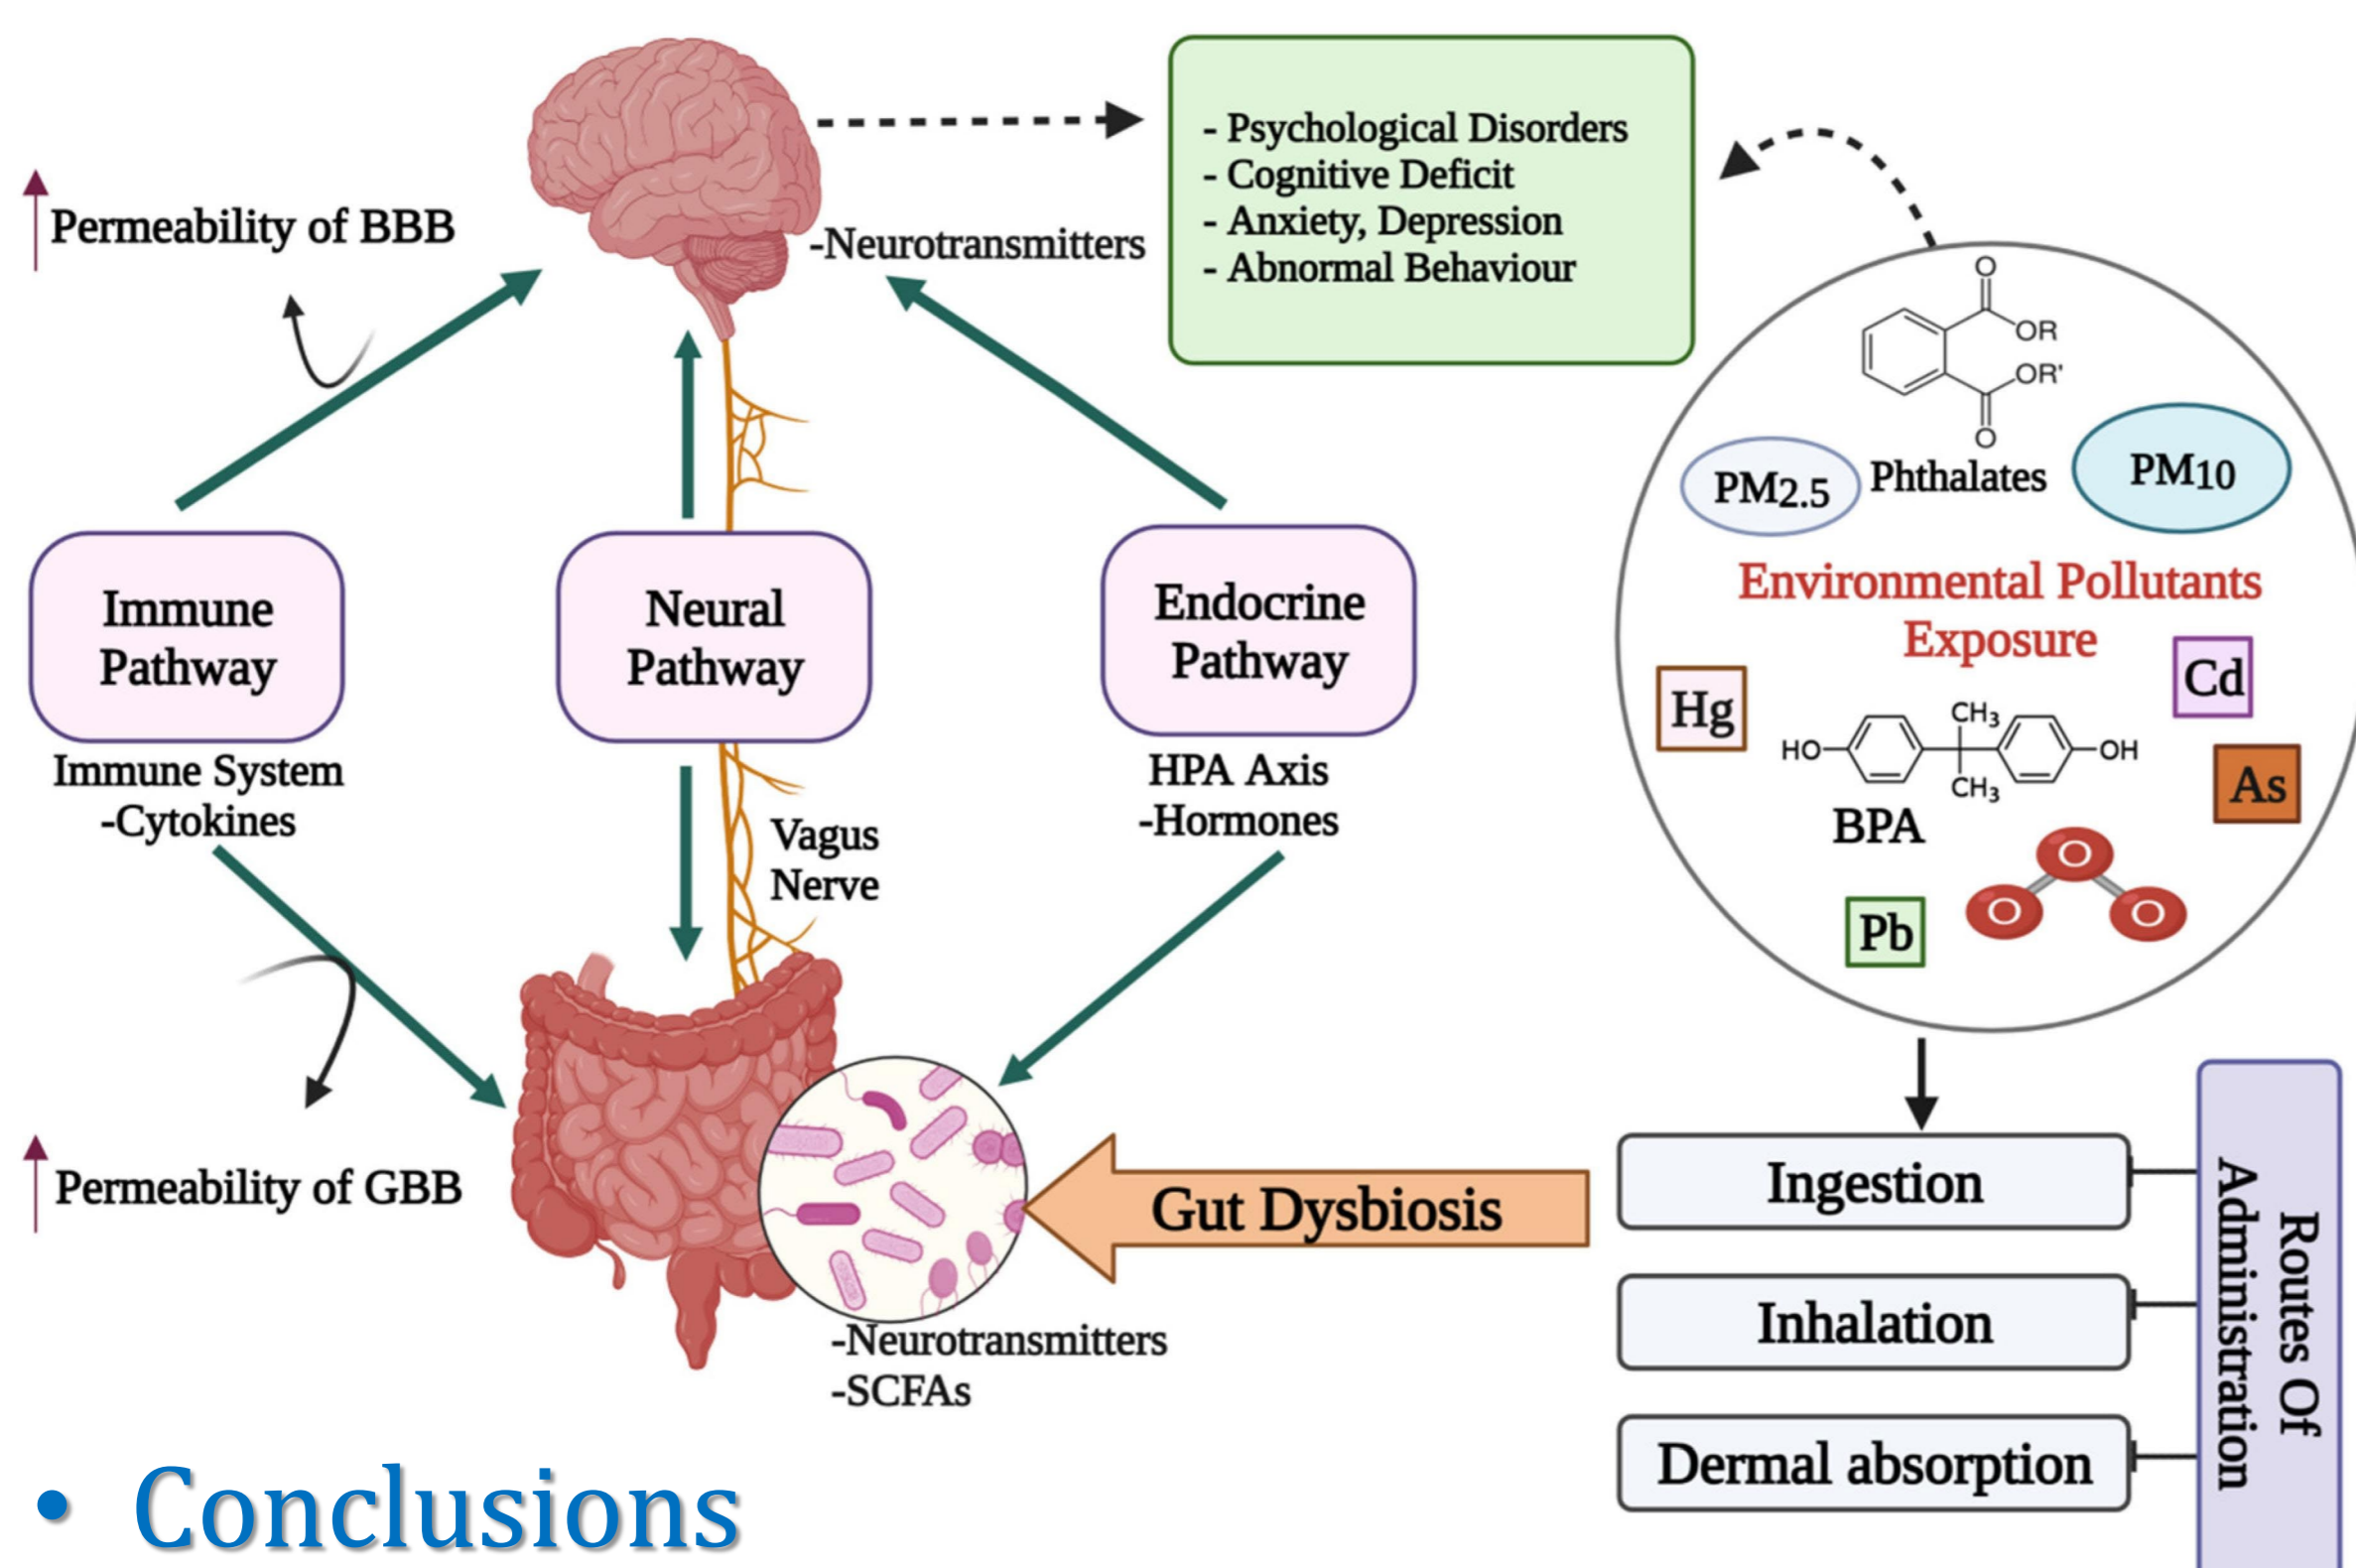 Permeability of BBB
-Neurotransmitters
- Psychological Disorders
- Cognitive Deficit
- Anxiety, Depression
- Abnormal Behaviour
Immune
Pathway
Immune System
-Cytokines
Neural
Pathway
Vagus
Nerve
Endocrine
Pathway
HPA Axis
-Hormones
Permeability of GBB
-Neurotransmitters
-SCFAs
Gut Dysbiosis
O
OR
OR'
O
Phthalates
PM2.5
PM10
Environmental Pollutants
Exposure
Hg
Cd
As
CH3
HO
OH
CH3
BPA
Pb
O
O
O
Ingestion
Inhalation
Dermal absorption
Routes Of
Administration
• Conclusions